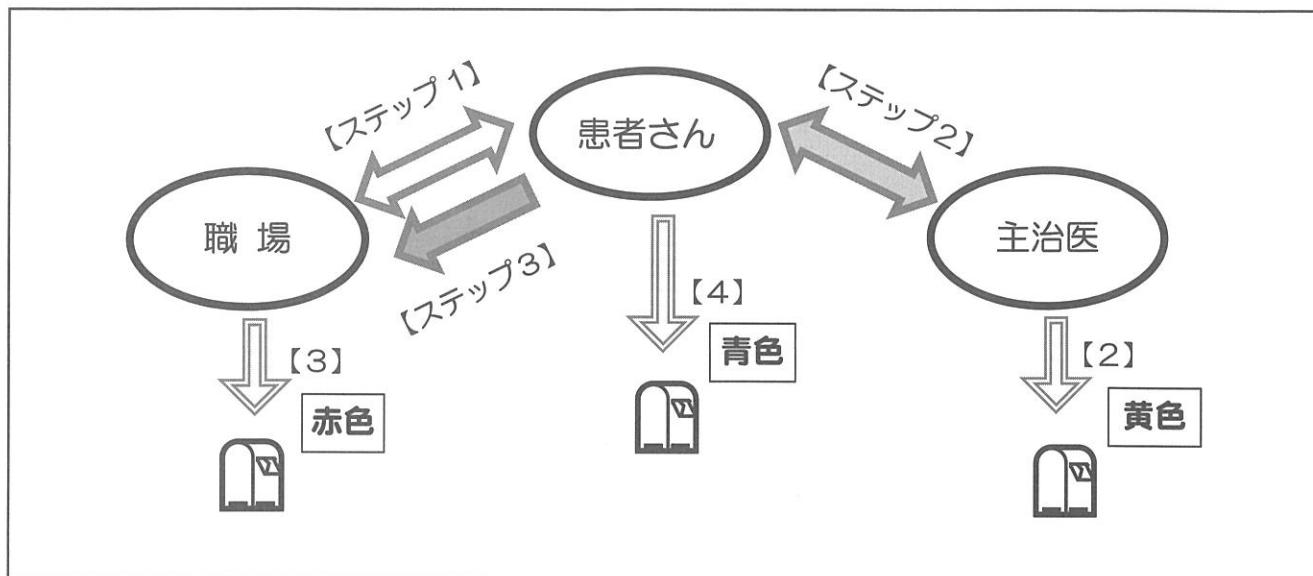 【ステップ1】
患者さん
【ステップ2】
職 場
主治医
【ステップ3】
【4】
青色
【3】
赤色
【2】
黄色